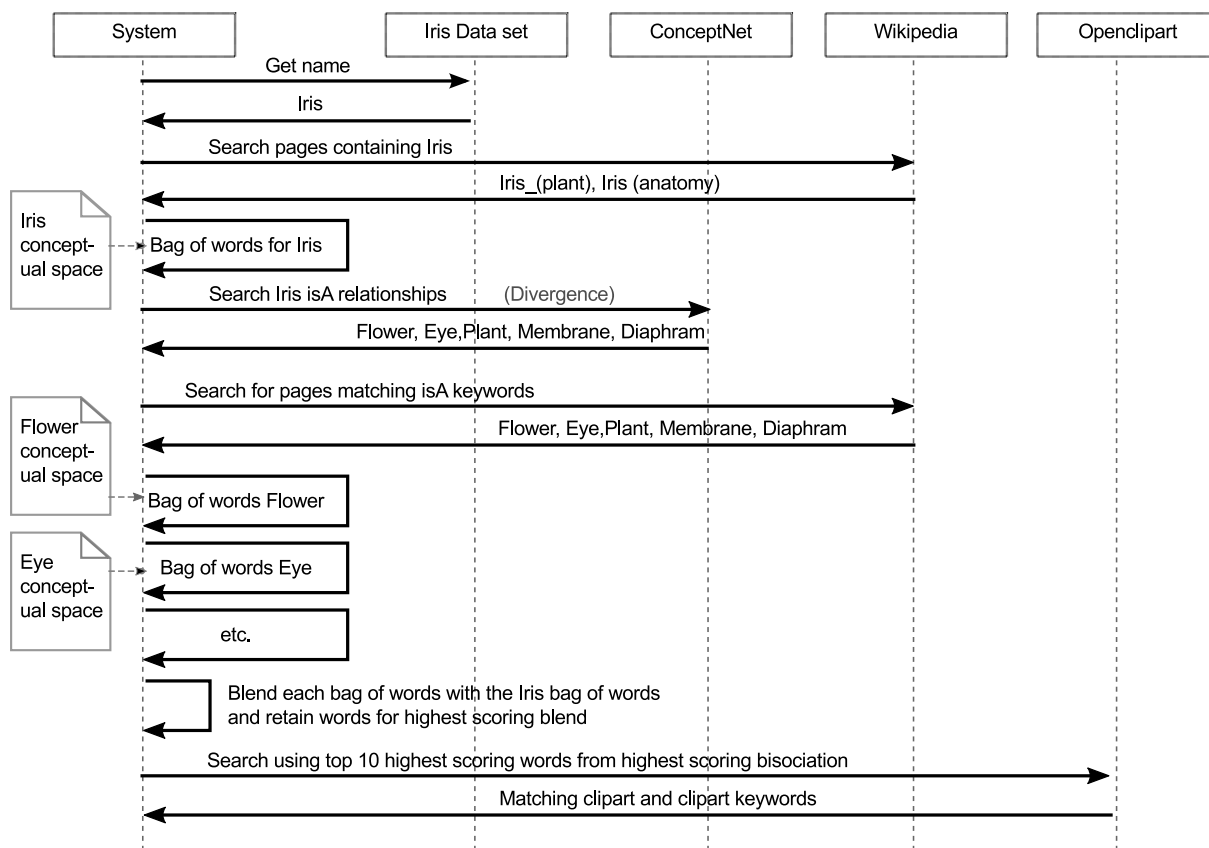 System
Iris Data set
ConceptNet
Wikipedia
Openclipart
Get name
Iris
Search pages containing Iris
Iris_(plant), Iris (anatomy)
Iris
concept-
ual space
Bag of words for Iris
Search Iris isA relationships (Divergence)
Flower, Eye,Plant, Membrane, Diaphram
Search for pages matching isA keywords
Flower, Eye,Plant, Membrane, Diaphram
Flower
concept-
ual space
Bag of words Flower
Eye
concept-
ual space
Bag of words Eye
etc.
Blend each bag of words with the Iris bag of words
and retain words for highest scoring blend
Search using top 10 highest scoring words from highest scoring bisociation
Matching clipart and clipart keywords